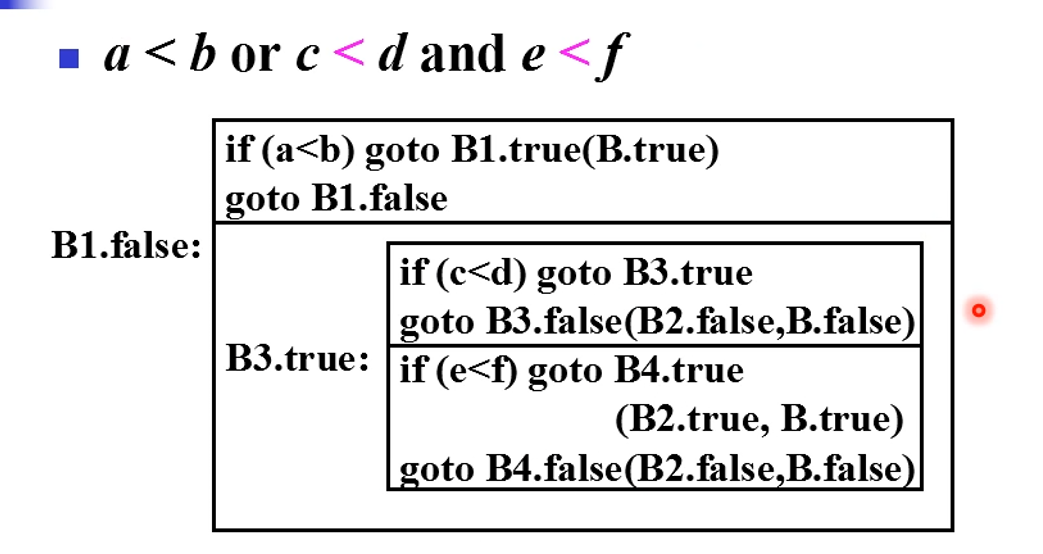 a < b or c < d and e < f
if (a<b) goto B1.true(B.true)
goto B1.false
B1.false:
if (c<d) goto B3.true
goto B3.false(B2.false,B.false)
B3.true:
if (e<f) goto B4.true
(B2.true, B.true)
goto B4.false(B2.false,B.false)